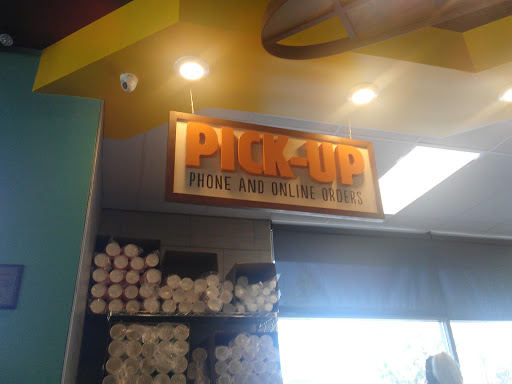 PICK-UP
PHONE AND ONLINE ORDERS